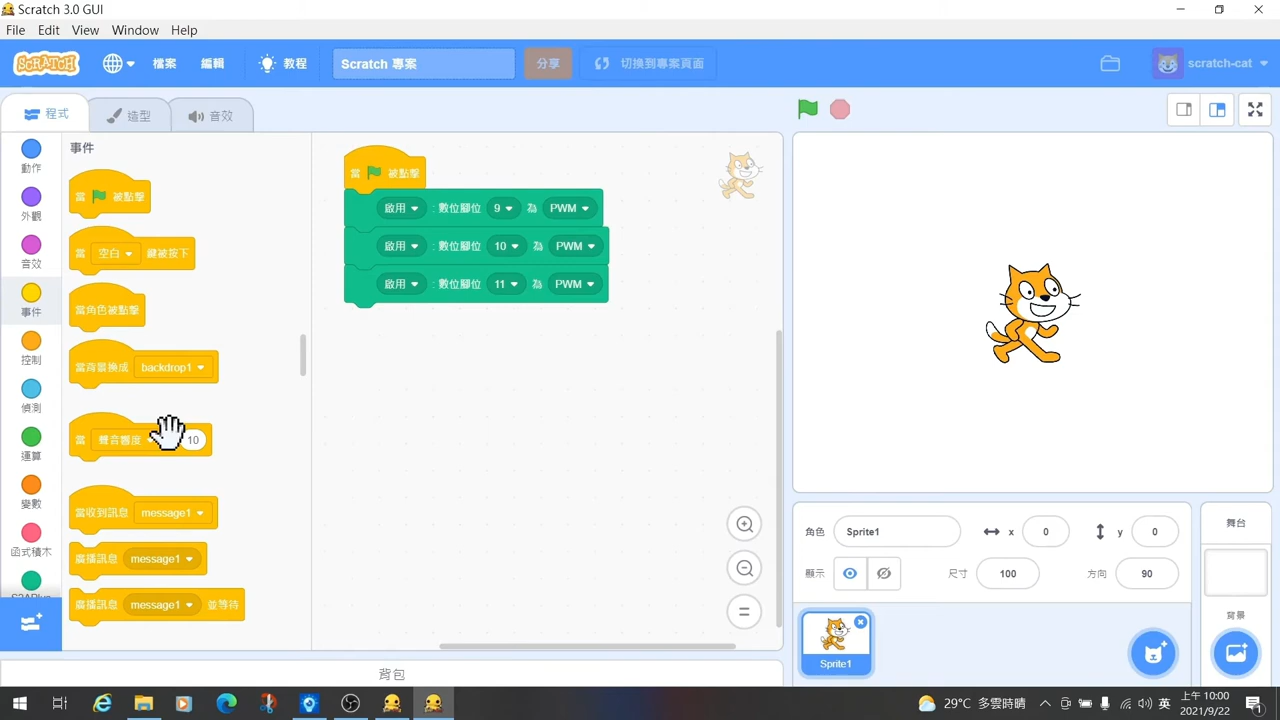 Scratch 3.0 GUI
File Edit View Window Help
SCRATCH
檔案
編輯
教程
Scratch 專案
分享
切換到專案頁面
scratch-cat
程式
造型
音效
動作
外觀
音效
事件
控制
偵測
運算
變數
函式積木
事件
當 被點擊
當 空白 鍵被按下
當角色被點擊
當背景換成 backdrop1
當 聲音響度 10
當收到訊息 message1
廣播訊息 message1
廣播訊息 message1 並等待
當 被點擊
啟用 : 數位腳位 9 為 PWM
啟用 : 數位腳位 10 為 PWM
啟用 : 數位腳位 11 為 PWM
背包
角色 Sprite1 x 0 y 0
顯示 尺寸 100 方向 90
Sprite1
舞台
背景
29°C 多雲時晴
英
上午 10:00
2021/9/22
1